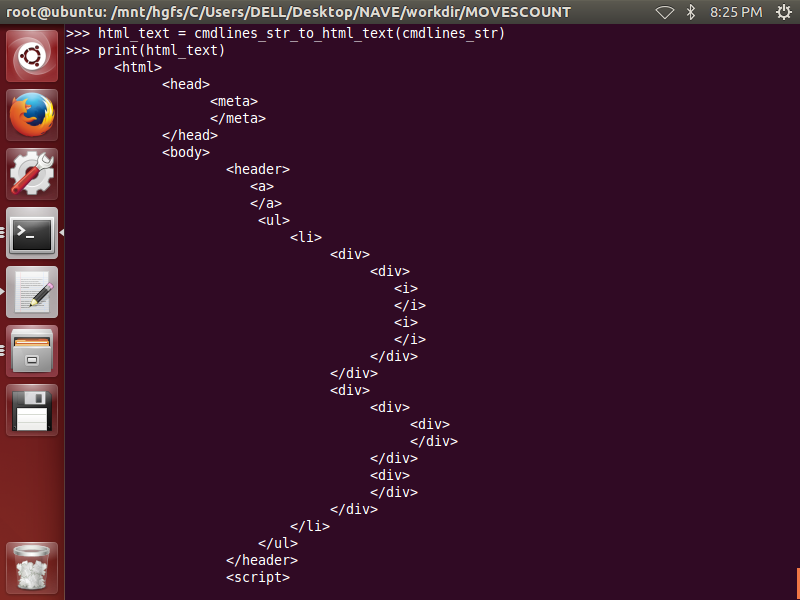 root@ubuntu: /mnt/hgfs/C/Users/DELL/Desktop/NAVE/workdir/MOVESCOUNT 8:25 PM
>>> html_text = cmdlines_str_to_html_text(cmdlines_str)
>>> print(html_text)
<html>
<head>
<meta>
</meta>
</head>
<body>
<header>
<a>
</a>
<ul>
<li>
<div>
<div>
<i>
</i>
<i>
</i>
</div>
</div>
<div>
<div>
<div>
</div>
</div>
<div>
</div>
</div>
</li>
</ul>
</header>
<script>